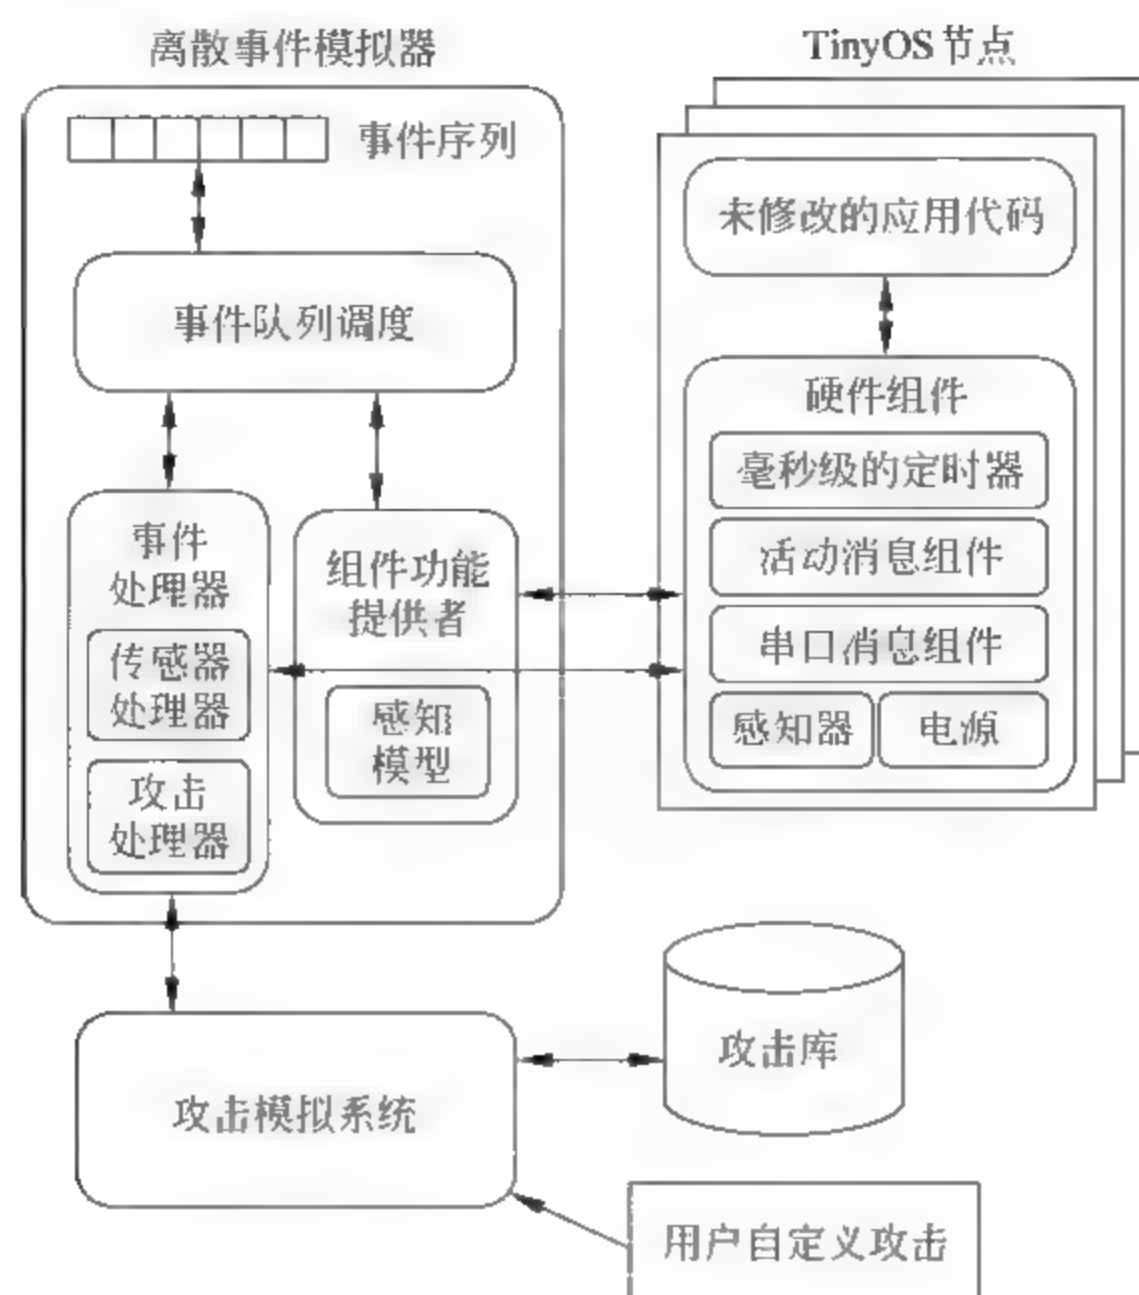 离散事件模拟器
TinyOS节点
事件序列
未修改的应用代码
事件队列调度
硬件组件
毫秒级的定时器
活动消息组件
串口消息组件
感知器
电源
事件
处理器
传感器
处理器
攻击
处理器
组件功能
提供者
感知
模型
攻击库
攻击模拟系统
用户自定义攻击